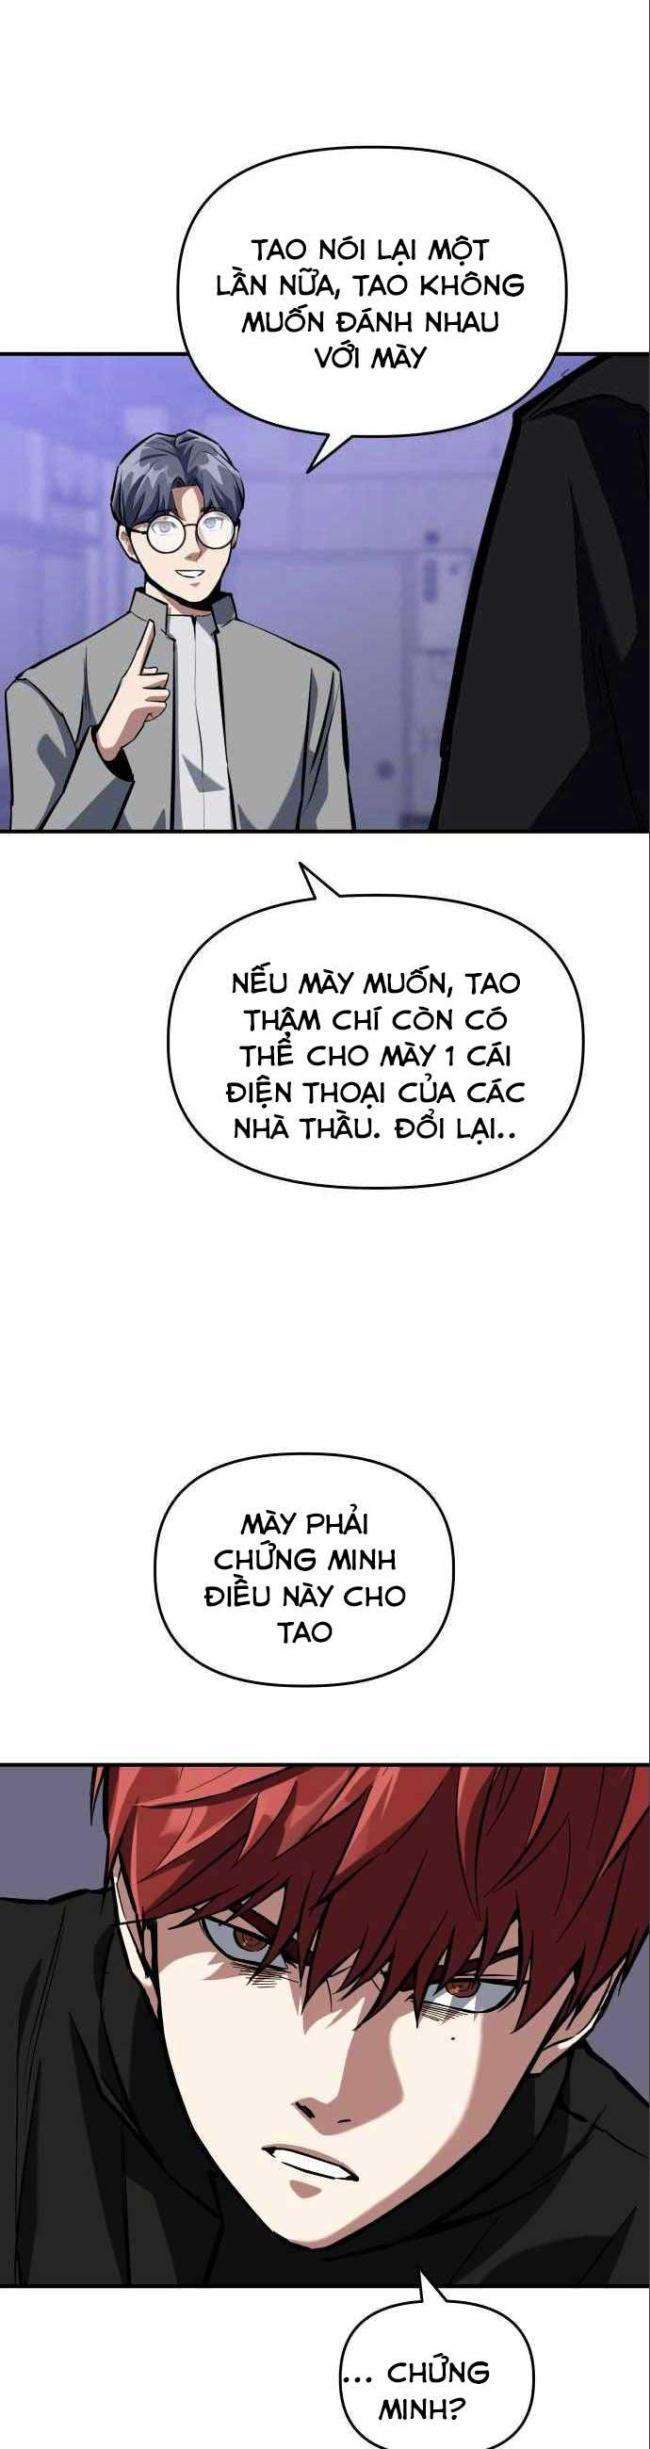 TAO NÓI LẠI MỘT
LẦN NỮA, TAO KHÔNG
MUỐN ĐÁNH NHAU
VỚI MÀY
NẾU MÀY MUỐN, TAO
THẬM CHÍ CÒN CÓ
THỂ CHO MÀY 1 CÁI
ĐIỆN THOẠI CỦA CÁC
NHÀ THẦU. ĐỔI LẠI..
MÀY PHẢI
CHỨNG MINH
ĐIỀU NÀY CHO
TAO
... CHỨNG
MINH?